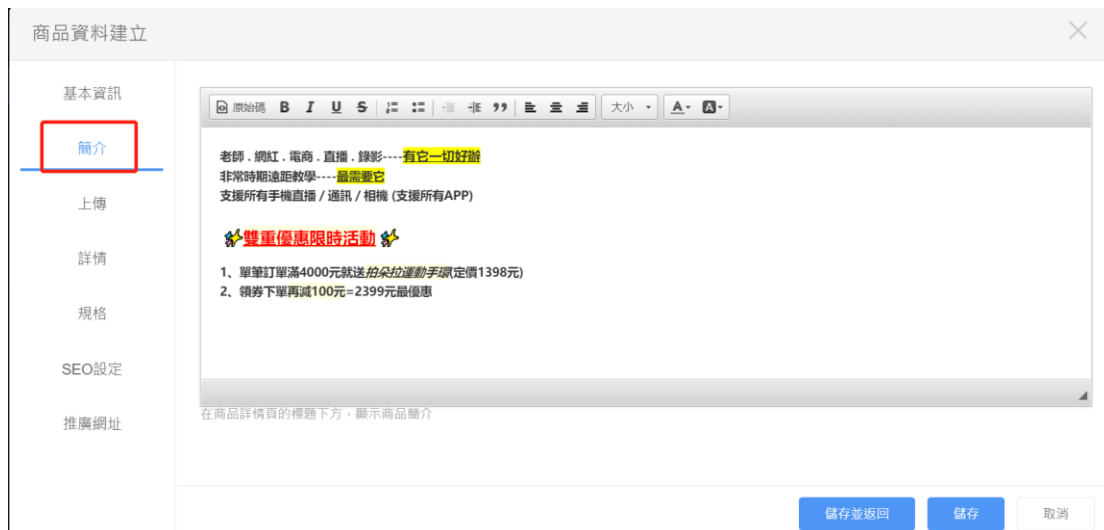 商品資料建立
基本資訊
簡介
上傳
詳情
規格
SEO設定
推廣網址
原始碼 B I U S 大小 A A
老師 . 網紅 . 電商 . 直播 . 錄影----有它一切好辦
非常時期遠距教學----最需要它
支援所有手機直播 / 通訊 / 相機 (支援所有APP)
雙重優惠限時活動
1、單筆訂單滿4000元就送拍朵拉運動手環(定價1398元)
2、領券下單再減100元=2399元最優惠
在商品詳情頁的標題下方，顯示商品簡介
儲存並返回 儲存 取消